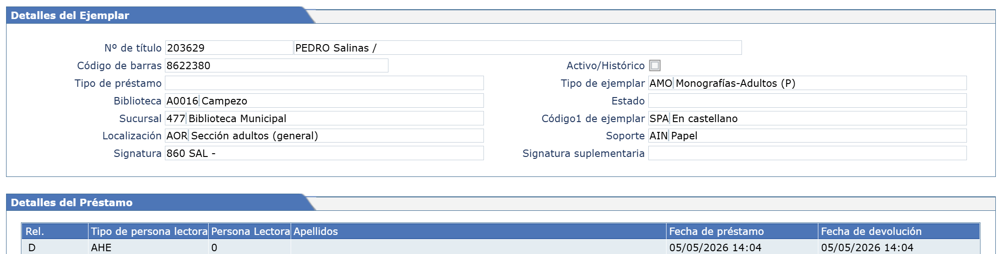 Detalles del Ejemplar
Nº de título 203629 PEDRO Salinas /
Código de barras 8622380 Activo/Histórico
Tipo de préstamo Tipo de ejemplar AMO Monografías-Adultos (P)
Biblioteca A0016 Campezo Estado
Sucursal 477 Biblioteca Municipal Código1 de ejemplar SPA En castellano
Localización AOR Sección adultos (general) Soporte AIN Papel
Signatura 860 SAL - Signatura suplementaria
Detalles del Préstamo
Rel. Tipo de persona lectora Persona Lectora Apellidos Fecha de préstamo Fecha de devolución
D AHE 0 05/05/2026 14:04 05/05/2026 14:04